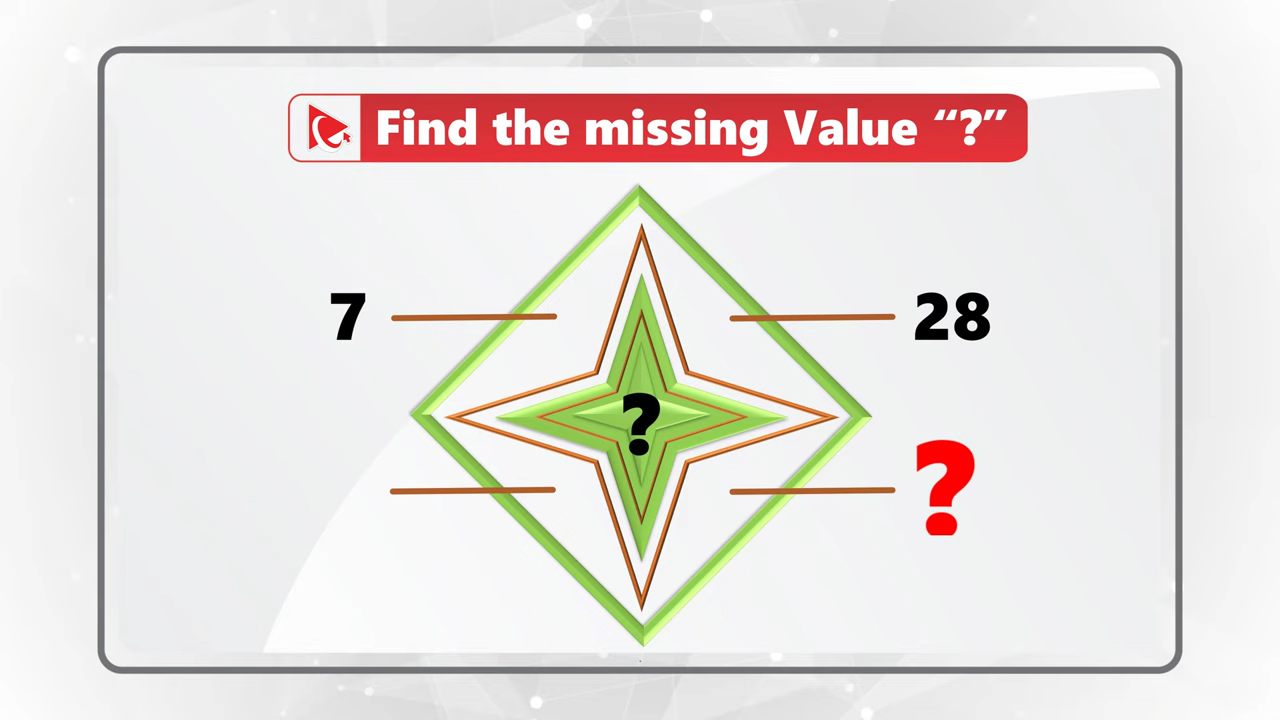 Find the missing Value “?”
7 28
?
?